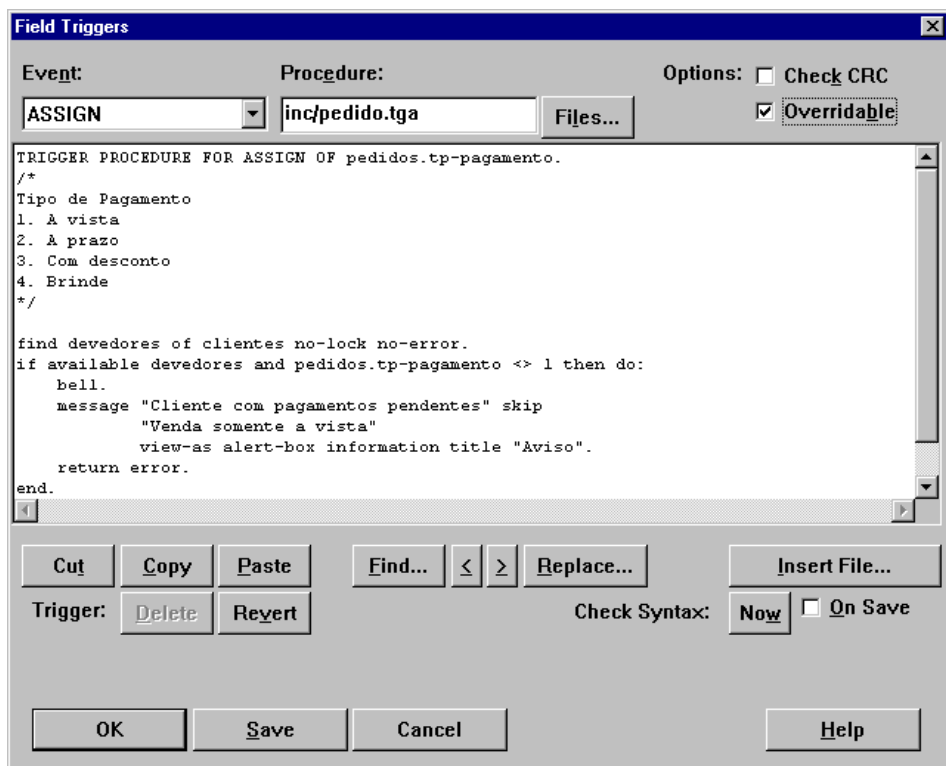 Field Triggers
Event: Procedure: Options: Check CRC
ASSIGN inc/pedido.tga Files... Overridable
TRIGGER PROCEDURE FOR ASSIGN OF pedidos.tp-pagamento.
/*
Tipo de Pagamento
1. A vista
2. A prazo
3. Com desconto
4. Brinde
*/
find devedores of clientes no-lock no-error.
if available devedores and pedidos.tp-pagamento <> 1 then do:
bell.
message "Cliente com pagamentos pendentes" skip
"Venda somente a vista"
view-as alert-box information title "Aviso".
return error.
end.
Cut Copy Paste Find... < > Replace... Insert File...
Trigger: Delete Revert Check Syntax: Now On Save
OK Save Cancel Help